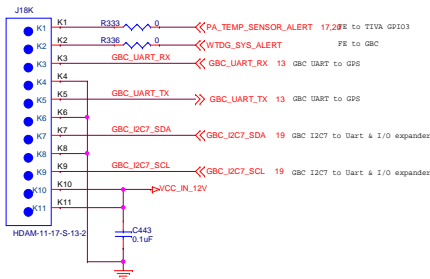 J18K
K1 K1 R333 0 PA_TEMP_SENSOR_ALERT 17,20 FE to TIVA GPIO3
K2 K2 R336 0 WTDG_SYS_ALERT FE to GBC
K3 K3 GBC_UART_RX GBC_UART_RX 13 GBC UART to GPS
K4 K4
K5 K5 GBC_UART_TX GBC_UART_TX 13 GBC UART to GPS
K6 K6
K7 K7 GBC_I2C7_SDA GBC_I2C7_SDA 19 GBC I2C7 to Uart & I/O expander
K8 K8
K9 K9 GBC_I2C7_SCL GBC_I2C7_SCL 19 GBC I2C7 to Uart & I/O expander
K10 K10 VCC_IN_12V
K11 K11
HDAM-11-17-S-13-2
C443
0.1uF